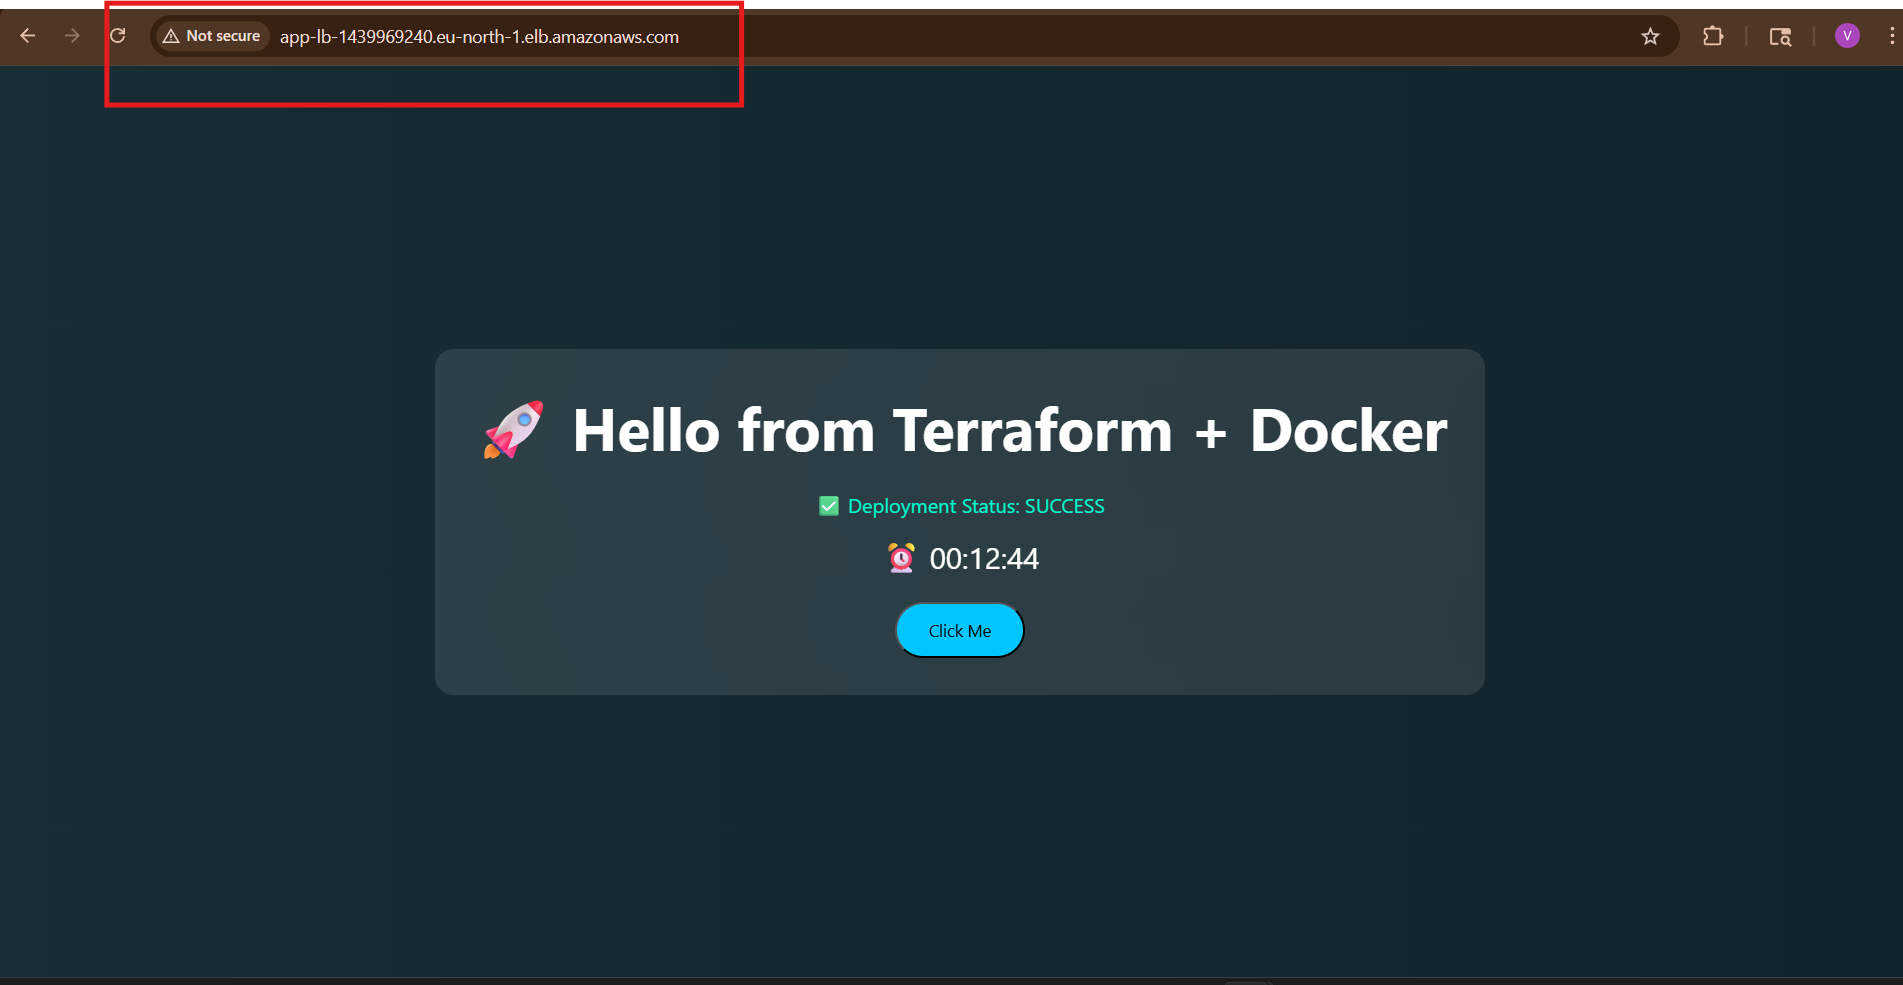 Not secure app-lb-1439969240.eu-north-1.elb.amazonaws.com
V
🚀 Hello from Terraform + Docker
✅ Deployment Status: SUCCESS
⏰ 00:12:44
Click Me